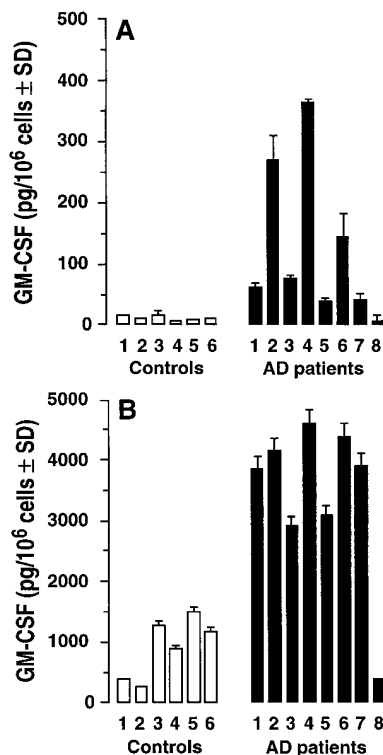 A
GM-CSF (pg/10⁶ cells ± SD)
500
400
300
200
100
0
1 2 3 4 5 6
Controls
1 2 3 4 5 6 7 8
AD patients
B
GM-CSF (pg/10⁶ cells ± SD)
5000
4000
3000
2000
1000
0
1 2 3 4 5 6
Controls
1 2 3 4 5 6 7 8
AD patients